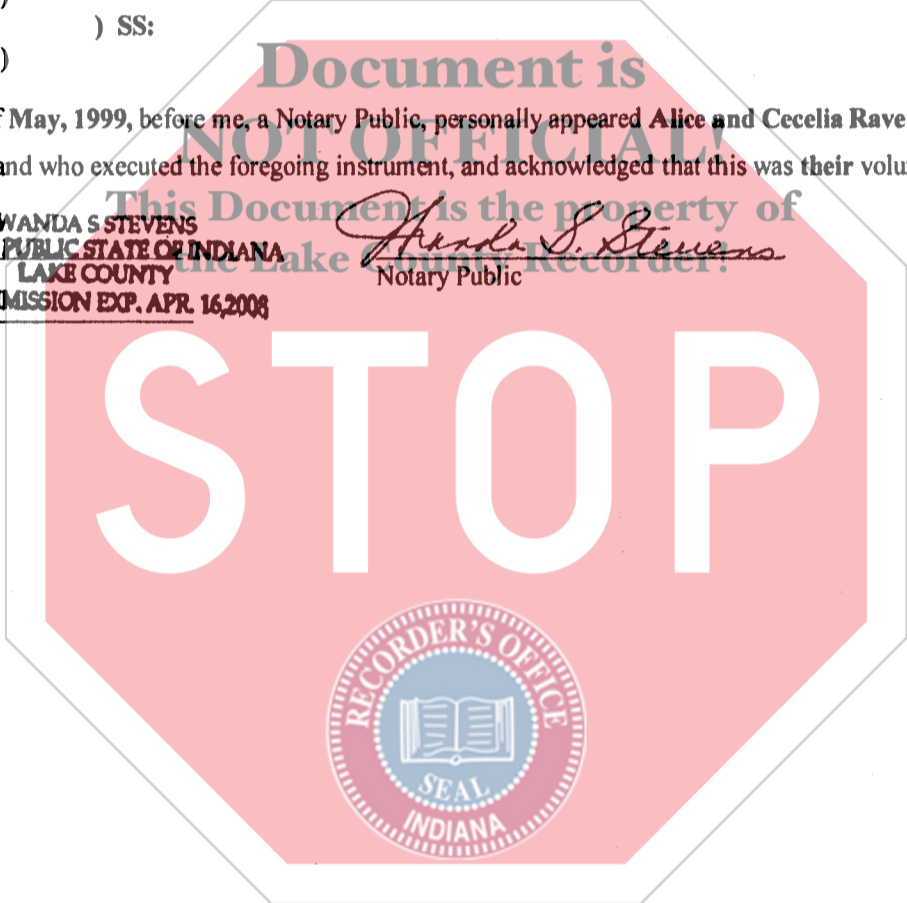 )
) SS:
)
Document is
May, 1999, before me, a Notary Public, personally appeared Alice and Cecelia Rave
NOT OFFICIAL!
and who executed the foregoing instrument, and acknowledged that this was their volu
This Document is the property of
WANDA S STEVENS
PUBLIC STATE OF INDIANA
Wanda S. Stevens
the Lake County Recorder!
LAKE COUNTY
Notary Public
MISSION EXP. APR. 16,2008
STOP
RECORDER'S OFFICE
SEAL
INDIANA